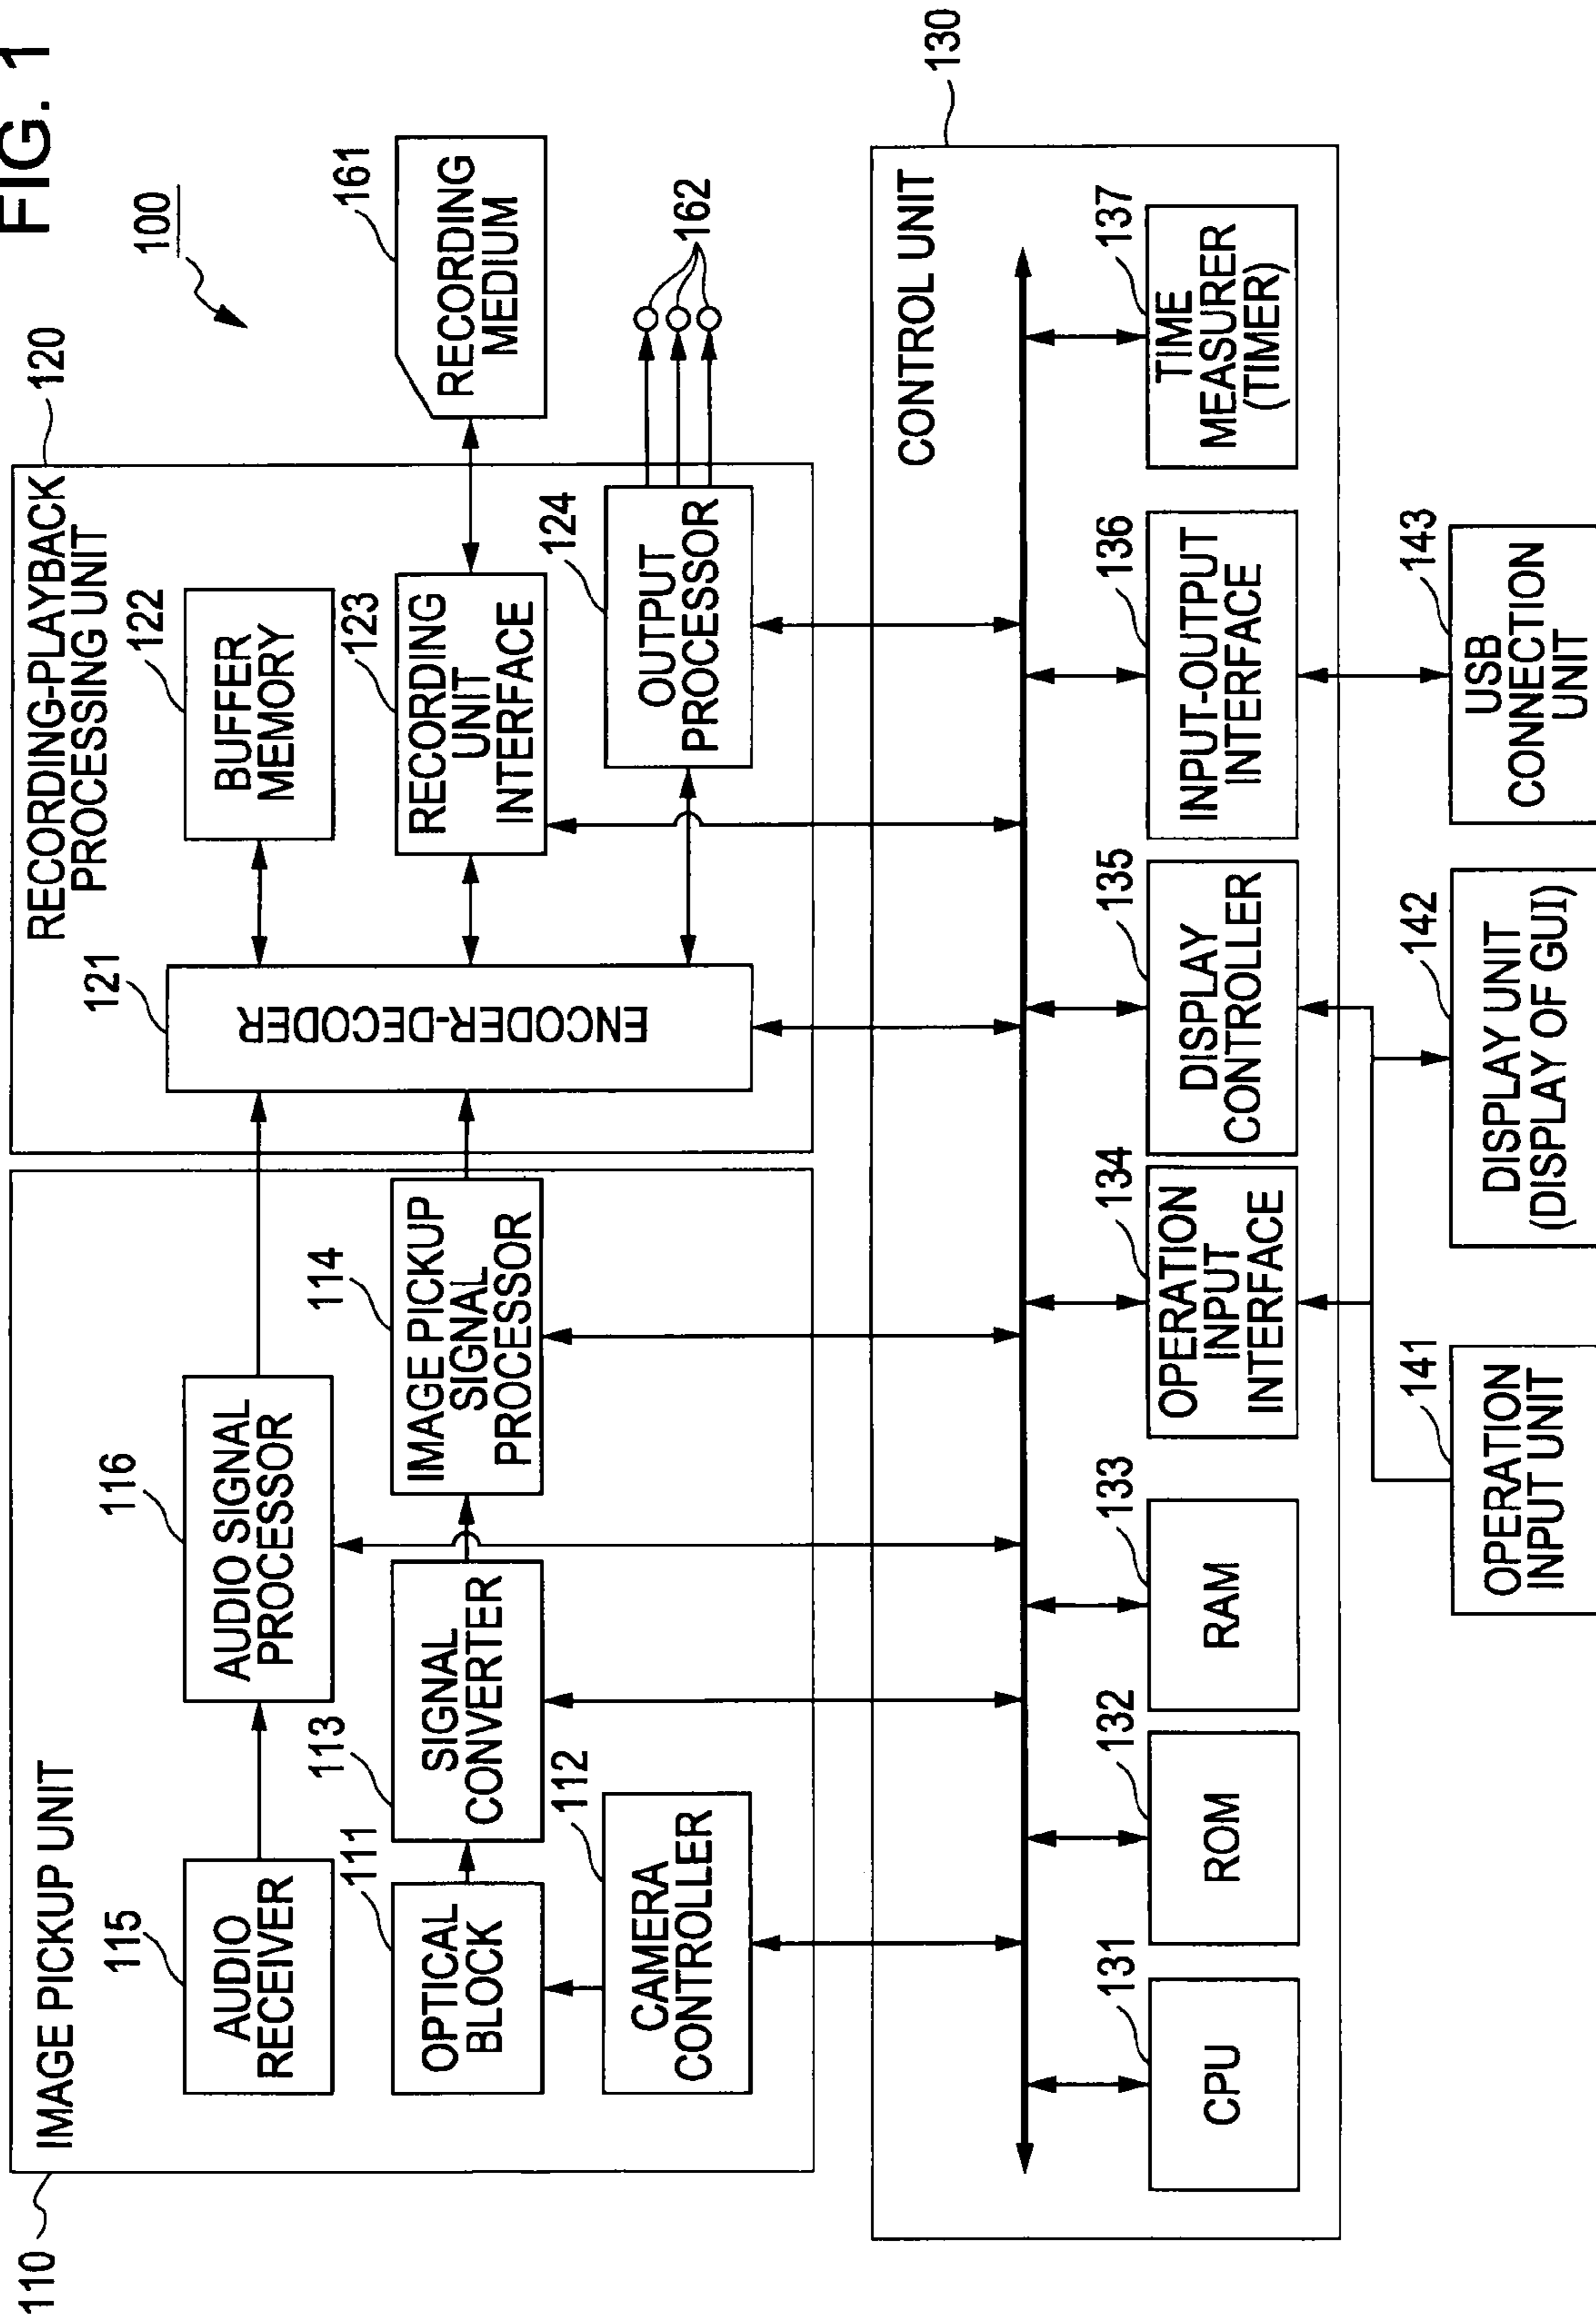 FIG. 1
100
110
IMAGE PICKUP UNIT
115
AUDIO
RECEIVER
116
AUDIO SIGNAL
PROCESSOR
111
OPTICAL
BLOCK
113
SIGNAL
CONVERTER
114
IMAGE PICKUP
SIGNAL
PROCESSOR
112
CAMERA
CONTROLLER
120
RECORDING-PLAYBACK
PROCESSING UNIT
121
ENCODER-DECODER
122
BUFFER
MEMORY
123
RECORDING
UNIT
INTERFACE
124
OUTPUT
PROCESSOR
161
RECORDING
MEDIUM
162
130
CONTROL UNIT
131
CPU
132
ROM
133
RAM
134
OPERATION
INPUT
INTERFACE
135
DISPLAY
CONTROLLER
136
INPUT-OUTPUT
INTERFACE
137
TIME
MEASURER
(TIMER)
141
OPERATION
INPUT UNIT
142
DISPLAY UNIT
(DISPLAY OF GUI)
143
USB
CONNECTION
UNIT